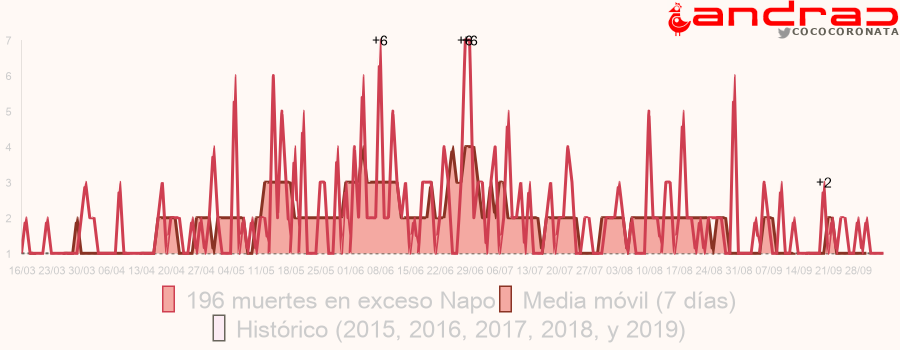 andrab
COCOCORONATA
+6
+6
+6
+2
7
6
5
4
3
2
1
16/03 23/03 30/03 06/04 13/04 20/04 27/04 04/05 11/05 18/05 25/05 01/06 08/06 15/06 22/06 29/06 06/07 13/07 20/07 27/07 03/08 10/08 17/08 24/08 31/08 07/09 14/09 21/09 28/09
196 muertes en exceso Napo Media móvil (7 días)
Histórico (2015, 2016, 2017, 2018, y 2019)